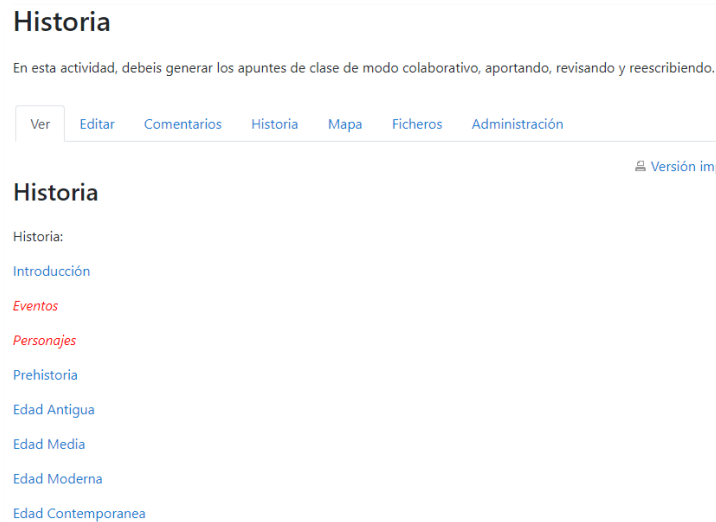 Historia
En esta actividad, debeis generar los apuntes de clase de modo colaborativo, aportando, revisando y reescribiendo.
Ver Editar Comentarios Historia Mapa Ficheros Administración
Versión
Historia
Historia:
Introducción
Eventos
Personajes
Prehistoria
Edad Antigua
Edad Media
Edad Moderna
Edad Contemporanea